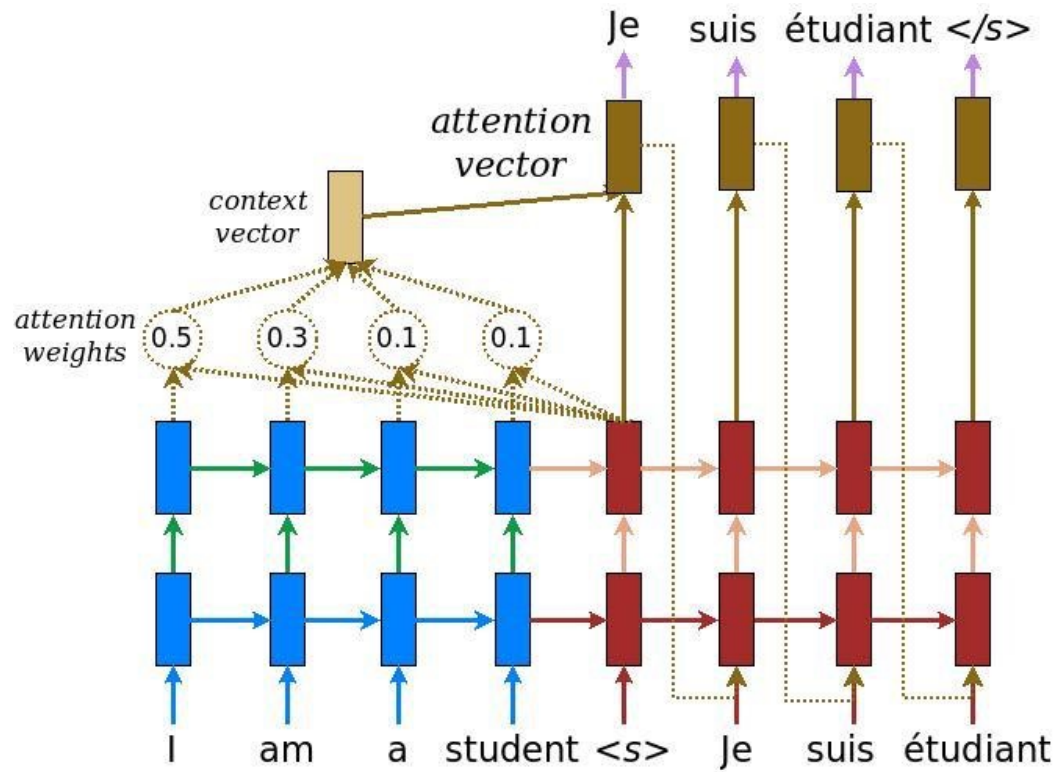 Je suis étudiant </s>
attention
vector
context
vector
attention
weights
0.5 0.3 0.1 0.1
I am a student <s> Je suis étudiant